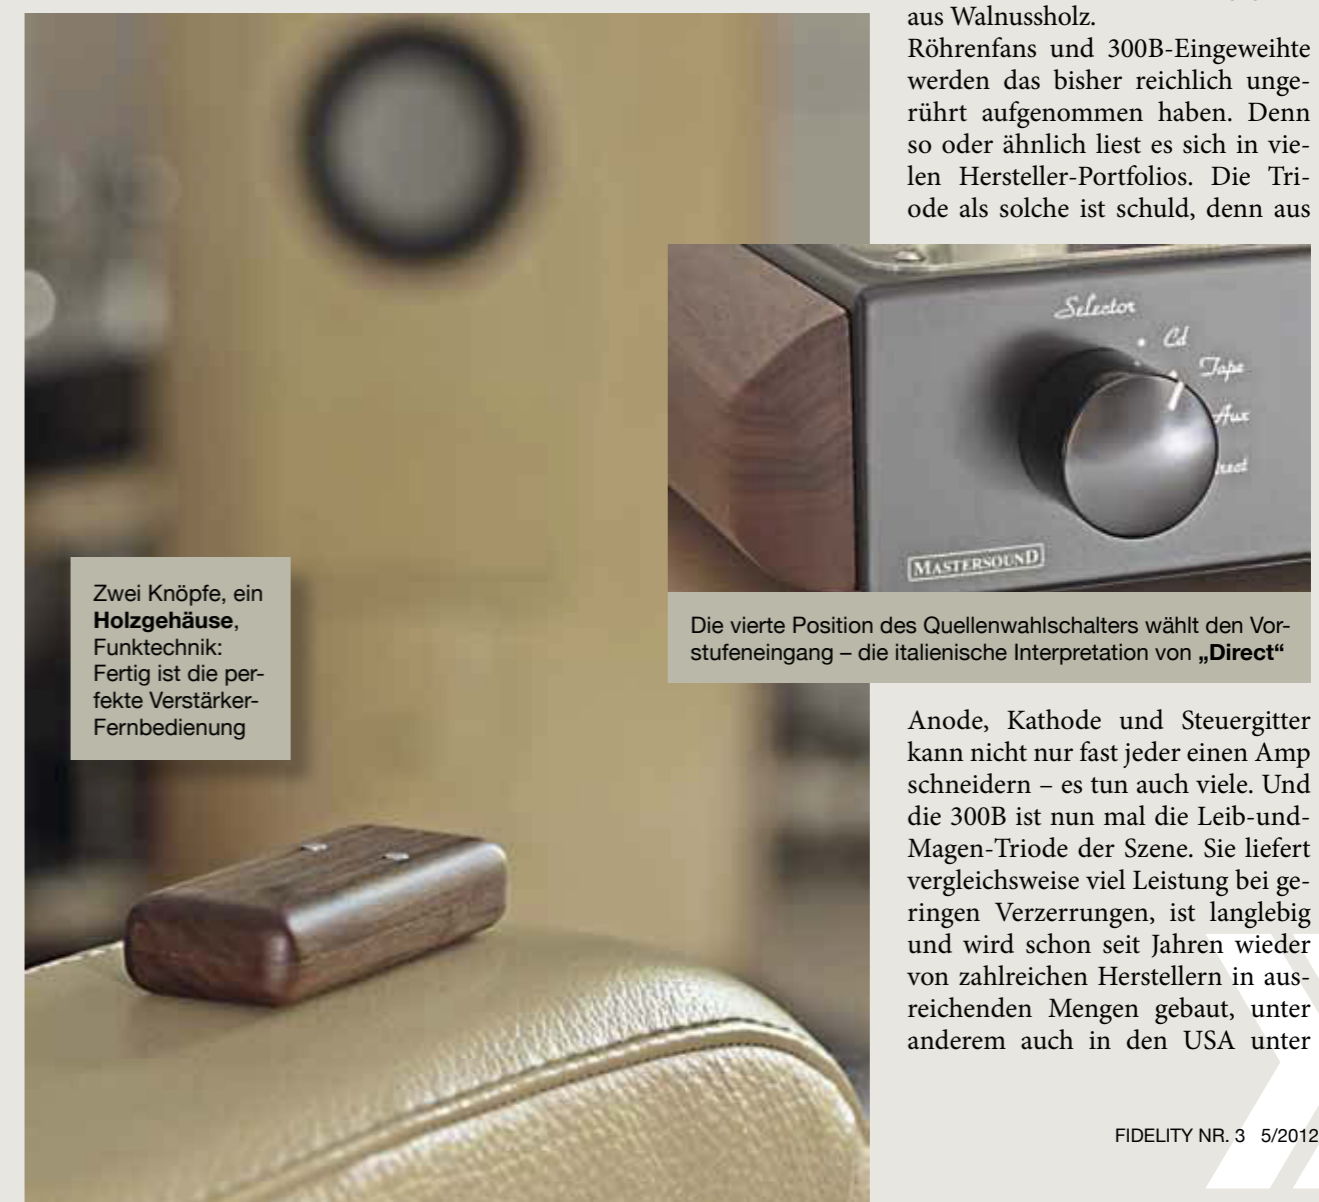 aus Walnussholz.
Röhrenfans und 300B-Eingeweihte
werden das bisher reichlich unge-
rührt aufgenommen haben. Denn
so oder ähnlich liest es sich in vie-
len Hersteller-Portfolios. Die Tri-
ode als solche ist schuld, denn aus
Selector
Cd
Tape
Aux
MASTERSOUND
Die vierte Position des Quellenwahlschalters wählt den Vor-
stufeneingang – die italienische Interpretation von „Direct“
Zwei Knöpfe, ein
Holzgehäuse,
Funktechnik:
Fertig ist die per-
fekte Verstärker-
Fernbedienung
Anode, Kathode und Steuergitter
kann nicht nur fast jeder einen Amp
schneidern – es tun auch viele. Und
die 300B ist nun mal die Leib-und-
Magen-Triode der Szene. Sie liefert
vergleichsweise viel Leistung bei ge-
ringen Verzerrungen, ist langlebig
und wird schon seit Jahren wieder
von zahlreichen Herstellern in aus-
reichenden Mengen gebaut, unter
anderem auch in den USA unter
FIDELITY NR. 3 5/2012